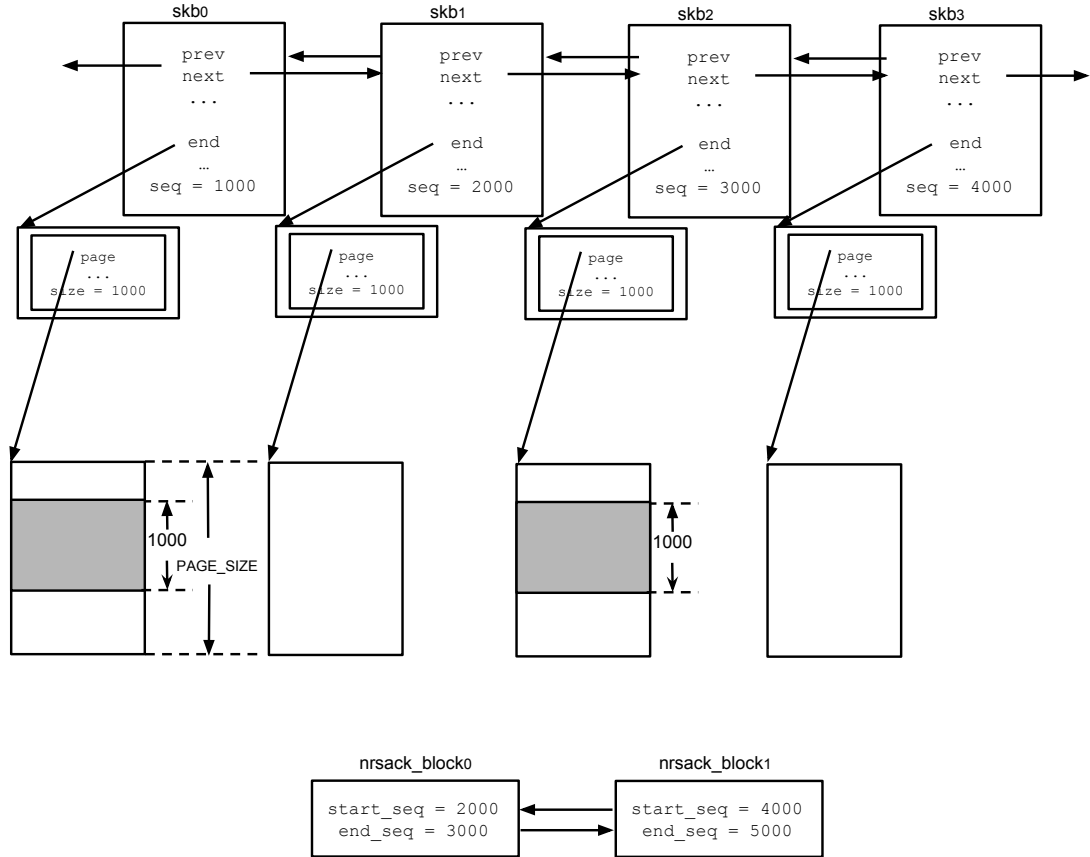 skb0
skb1
skb2
skb3
prev
next
...
end
...
seq = 1000
prev
next
...
end
...
seq = 2000
prev
next
...
end
...
seq = 3000
prev
next
...
end
...
seq = 4000
page
...
size = 1000
page
...
size = 1000
page
...
size = 1000
page
...
size = 1000
1000
PAGE_SIZE
1000
nrsack_block0
start_seq = 2000
end_seq = 3000
nrsack_block1
start_seq = 4000
end_seq = 5000